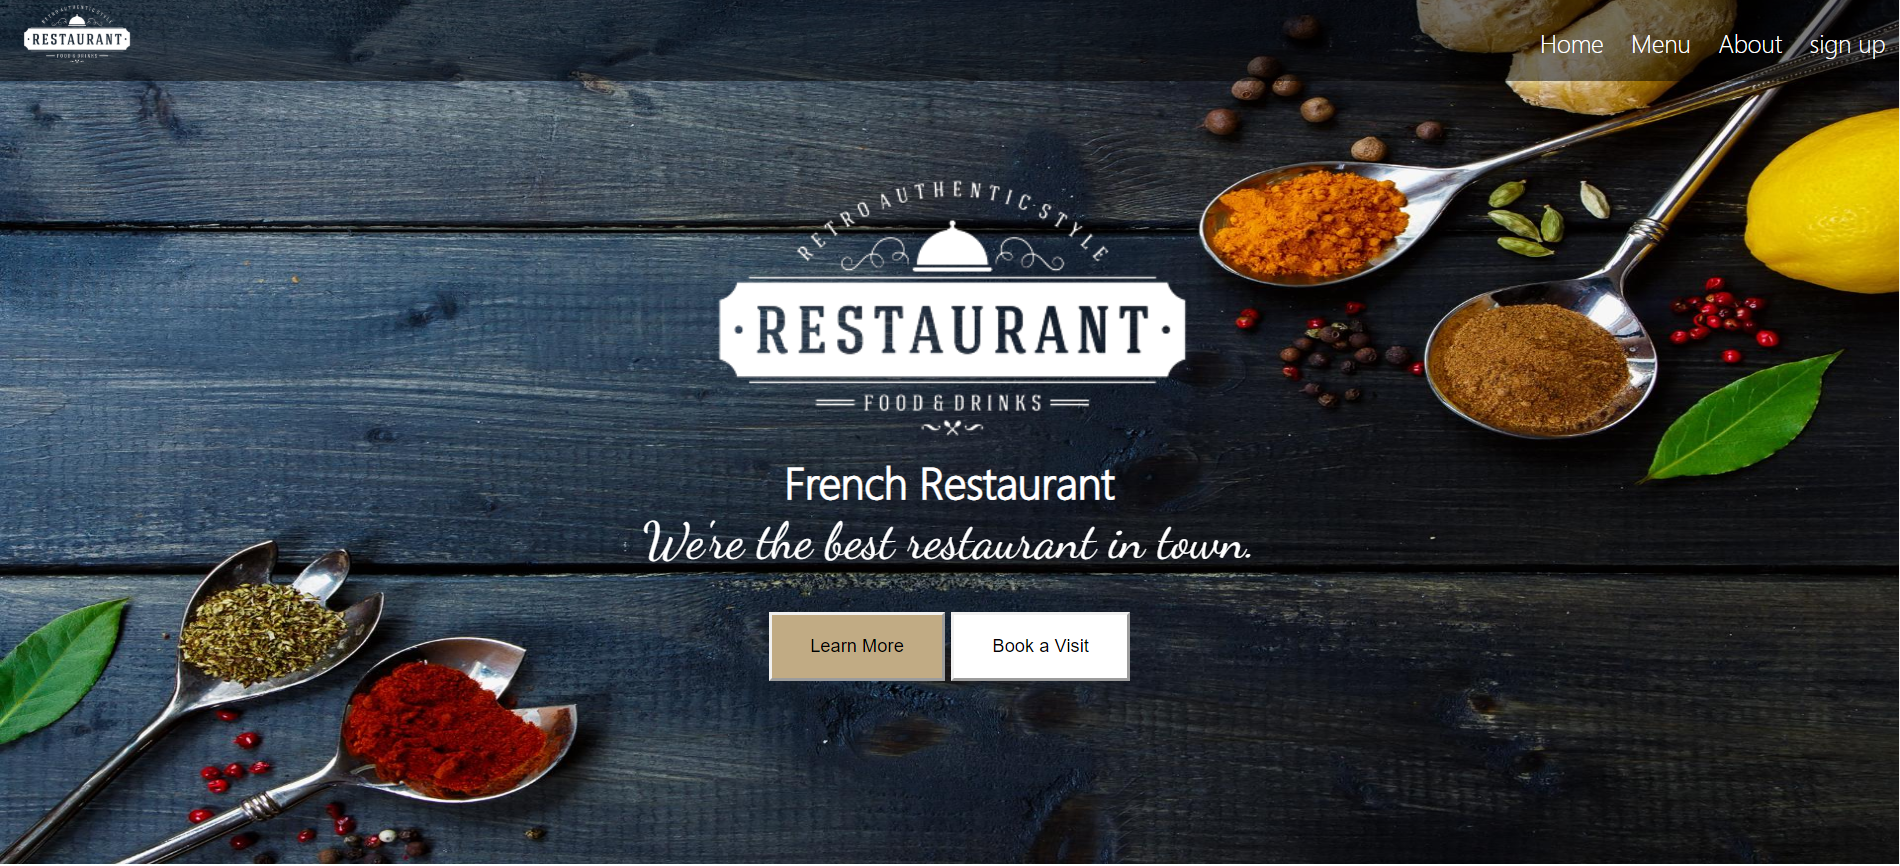 RETRO AUTHENTIC STYLE
· RESTAURANT ·
FOOD & DRINKS
Home Menu About sign up
RETRO AUTHENTIC STYLE
· RESTAURANT ·
FOOD & DRINKS
French Restaurant
We're the best restaurant in town.
Learn More Book a Visit